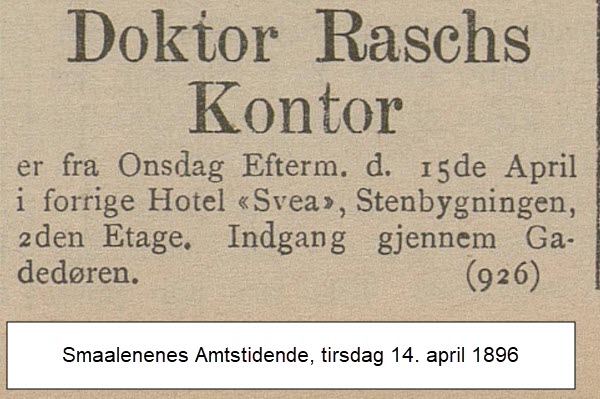 Doktor Raschs
Kontor
er fra Onsdag Efterm. d. 15de April
i forrige Hotel «Svea», Stenbygningen,
2den Etage. Indgang gjennem Ga-
dedøren. (926)
Smaalenenes Amtstidende, tirsdag 14. april 1896